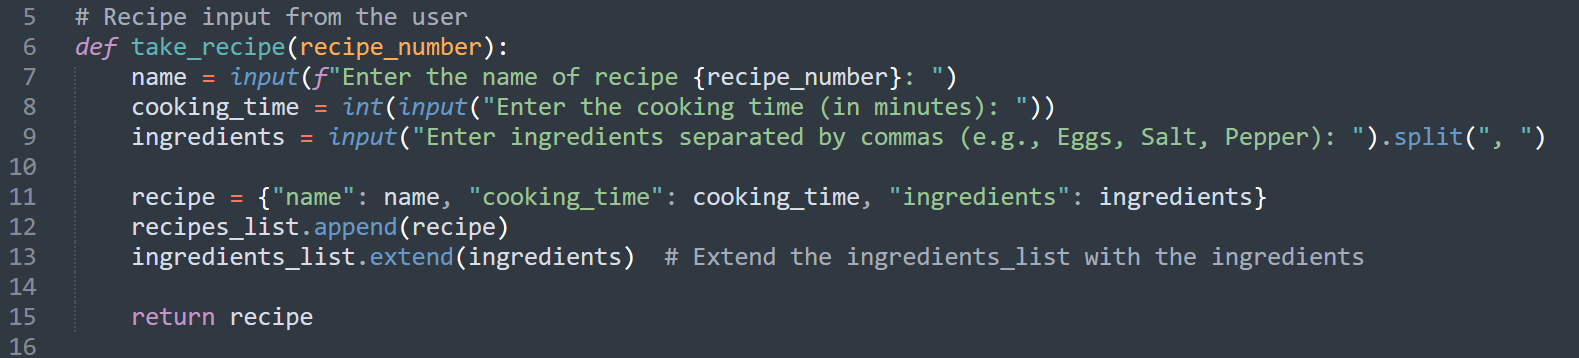 5 # Recipe input from the user
6 def take_recipe(recipe_number):
7     name = input(f"Enter the name of recipe {recipe_number}: ")
8     cooking_time = int(input("Enter the cooking time (in minutes): "))
9     ingredients = input("Enter ingredients separated by commas (e.g., Eggs, Salt, Pepper): ").split(", ")
10
11     recipe = {"name": name, "cooking_time": cooking_time, "ingredients": ingredients}
12     recipes_list.append(recipe)
13     ingredients_list.extend(ingredients)  # Extend the ingredients_list with the ingredients
14
15     return recipe
16